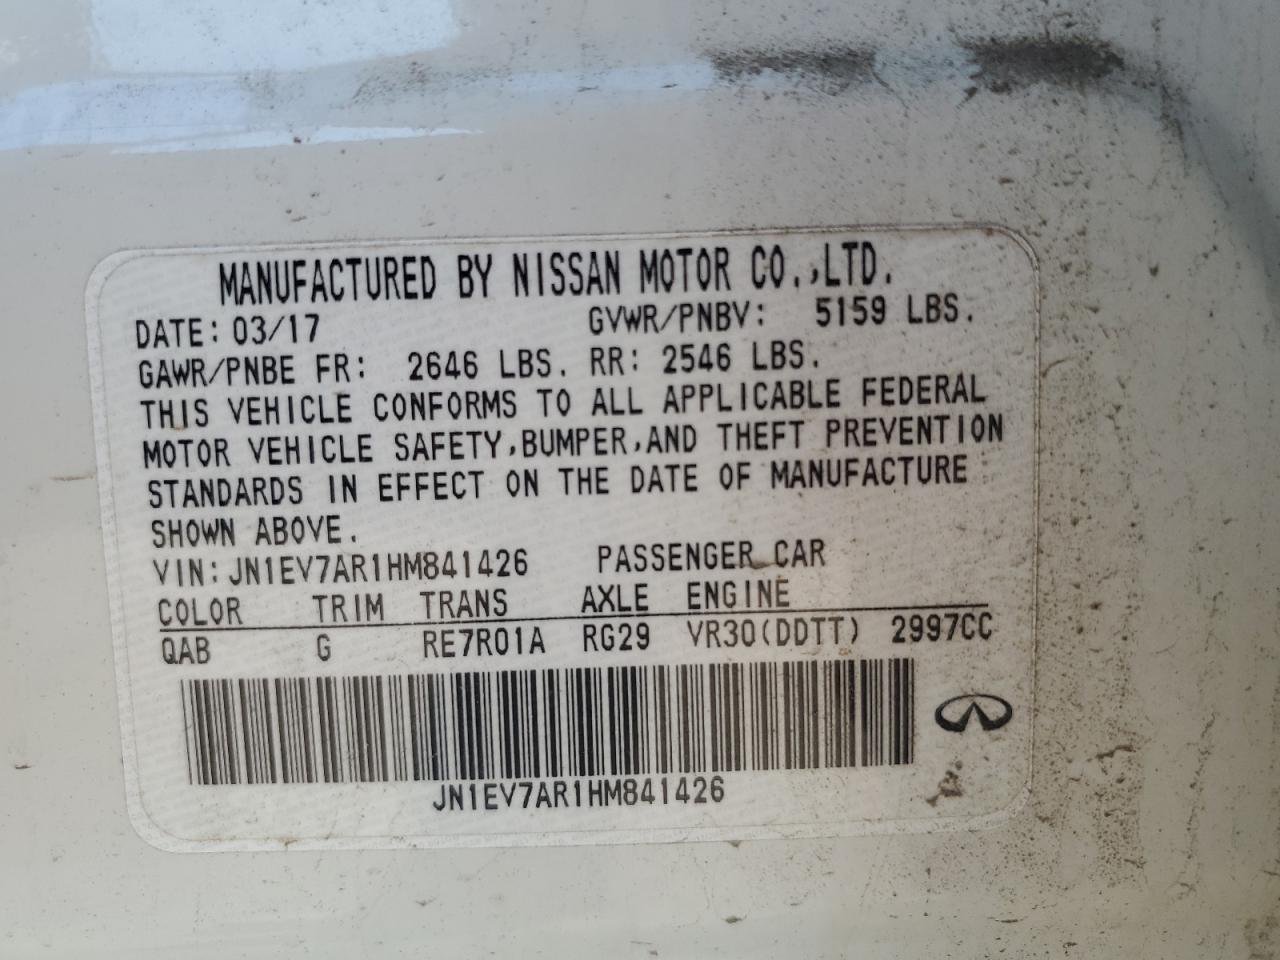 MANUFACTURED BY NISSAN MOTOR CO.,LTD.
DATE: 03/17 GVWR/PNBV: 5159 LBS.
GAWR/PNBE FR: 2646 LBS. RR: 2546 LBS.
THIS VEHICLE CONFORMS TO ALL APPLICABLE FEDERAL
MOTOR VEHICLE SAFETY,BUMPER,AND THEFT PREVENTION
STANDARDS IN EFFECT ON THE DATE OF MANUFACTURE
SHOWN ABOVE.
VIN:JN1EV7AR1HM841426 PASSENGER CAR
COLOR TRIM TRANS AXLE ENGINE
QAB G RE7R01A RG29 VR30(DDTT) 2997CC
JN1EV7AR1HM841426